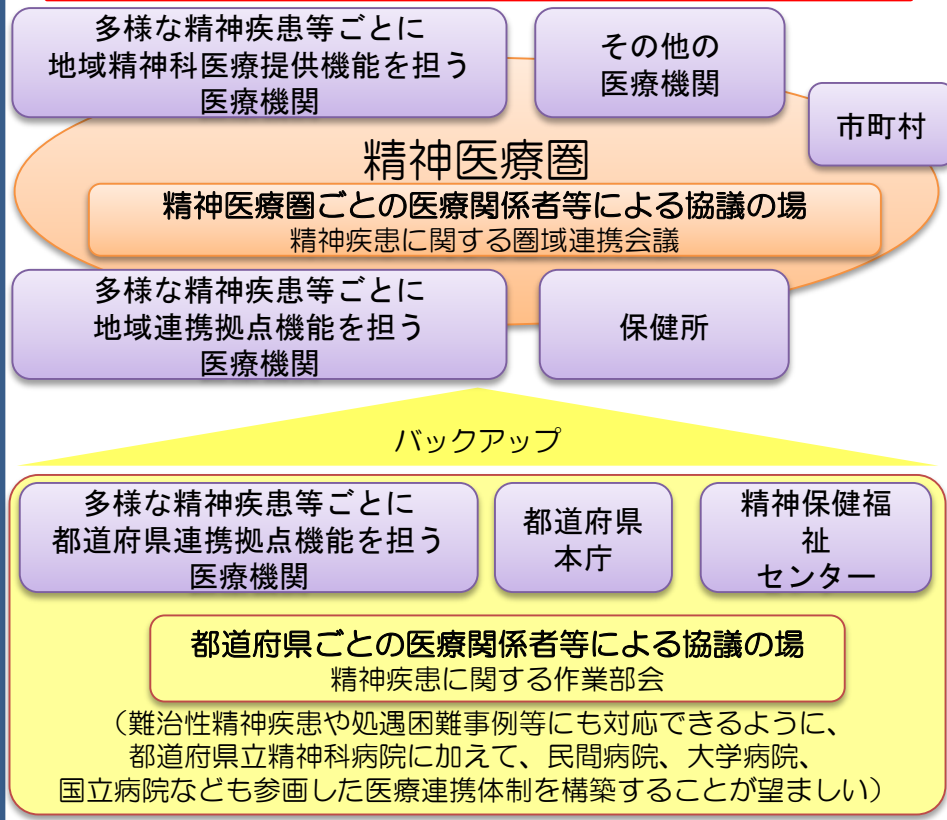 多様な精神疾患等ごとに
地域精神科医療提供機能を担う
医療機関
その他の
医療機関
市町村
精神医療圏
精神医療圏ごとの医療関係者等による協議の場
精神疾患に関する圏域連携会議
多様な精神疾患等ごとに
地域連携拠点機能を担う
医療機関
保健所
バックアップ
多様な精神疾患等ごとに
都道府県連携拠点機能を担う
医療機関
都道府県
本庁
精神保健福
祉
センター
都道府県ごとの医療関係者等による協議の場
精神疾患に関する作業部会
（難治性精神疾患や処遇困難事例等にも対応できるように、
都道府県立精神科病院に加えて、民間病院、大学病院、
国立病院なども参画した医療連携体制を構築することが望ましい）